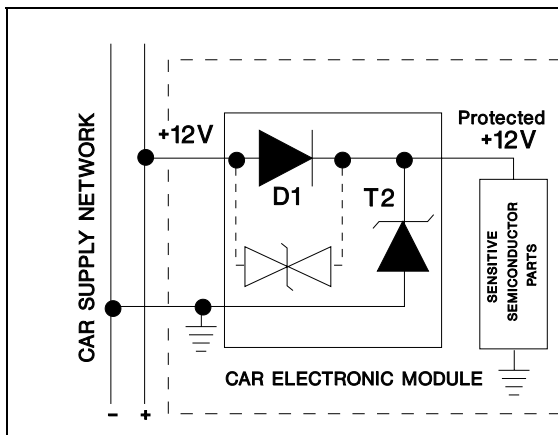 CAR SUPPLY NETWORK
+12V
D1
T2
Protected
+12V
SENSITIVE
SEMICONDUCTOR
PARTS
CAR ELECTRONIC MODULE
- +